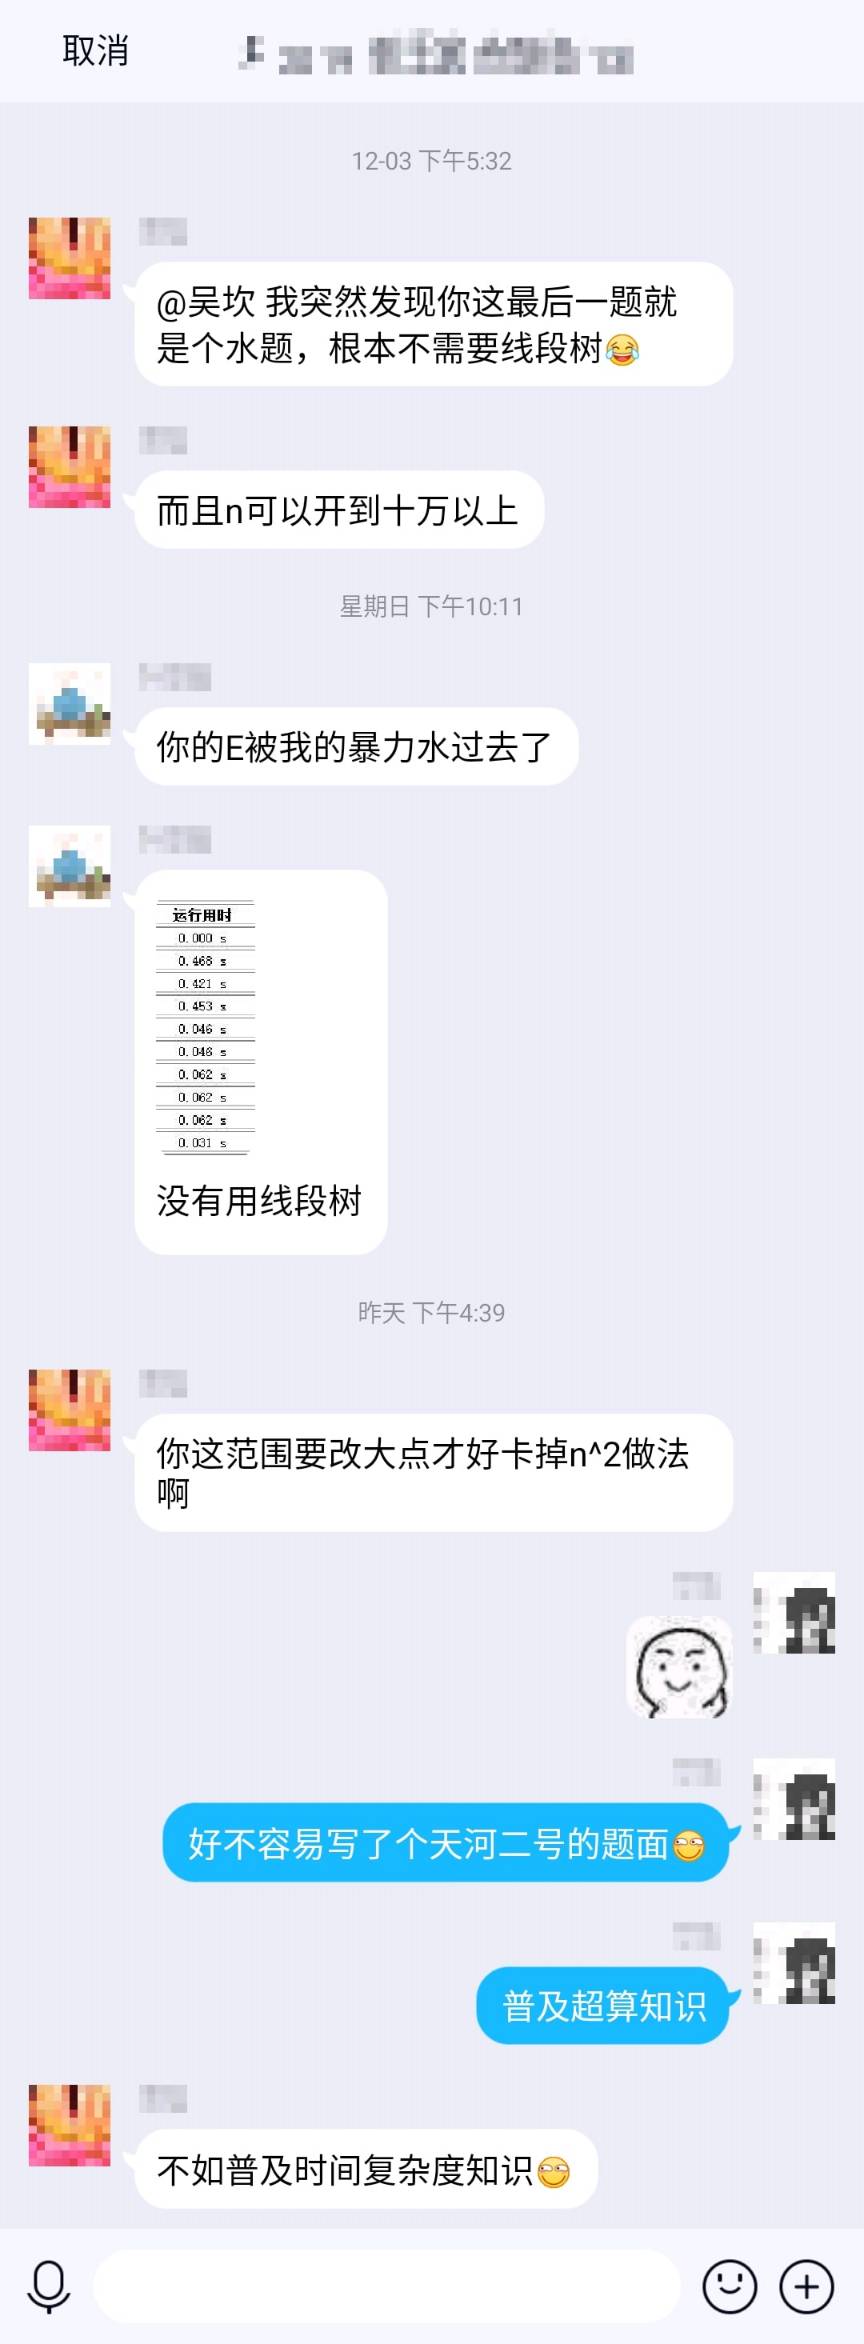 取消
12-03 下午5:32
@吴坎 我突然发现你这最后一题就
是个水题，根本不需要线段树😂
而且n可以开到十万以上
星期日 下午10:11
你的E被我的暴力水过去了
运行用时
0.000 s
0.468 s
0.421 s
0.453 s
0.046 s
0.046 s
0.062 s
0.062 s
0.062 s
0.031 s
没有用线段树
昨天 下午4:39
你这范围要改大点才好卡掉n^2做法
啊
好不容易写了个天河二号的题面
普及超算知识
不如普及时间复杂度知识